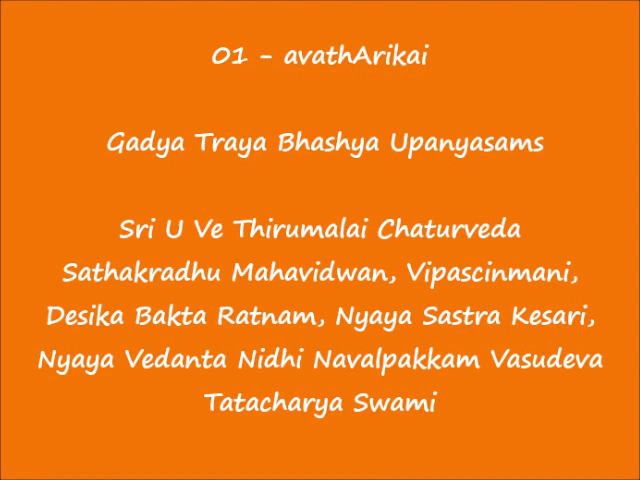 01 - avathArikai
Gadya Traya Bhashya Upanyasams
Sri U Ve Thirumalai Chaturveda
Sathakradhu Mahavidwan, Vipascinmani,
Desika Bakta Ratnam, Nyaya Sastra Kesari,
Nyaya Vedanta Nidhi Navalpakkam Vasudeva
Tatacharya Swami